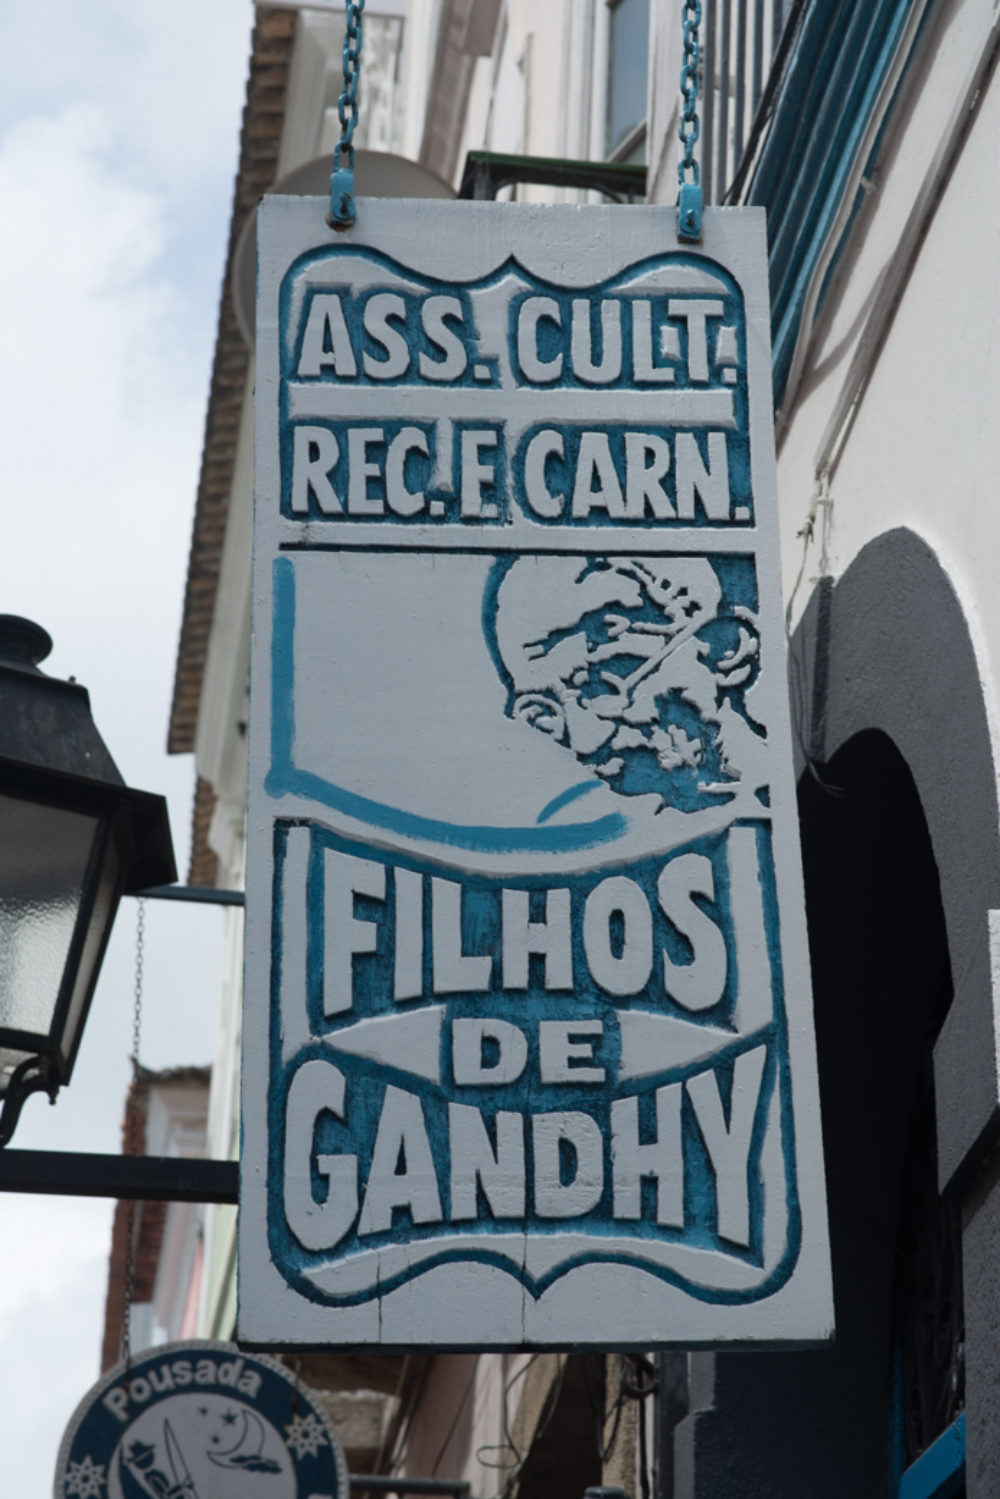 ASS. CULT.
REC. E CARN.
FILHOS
DE
GANDHY
Pousada